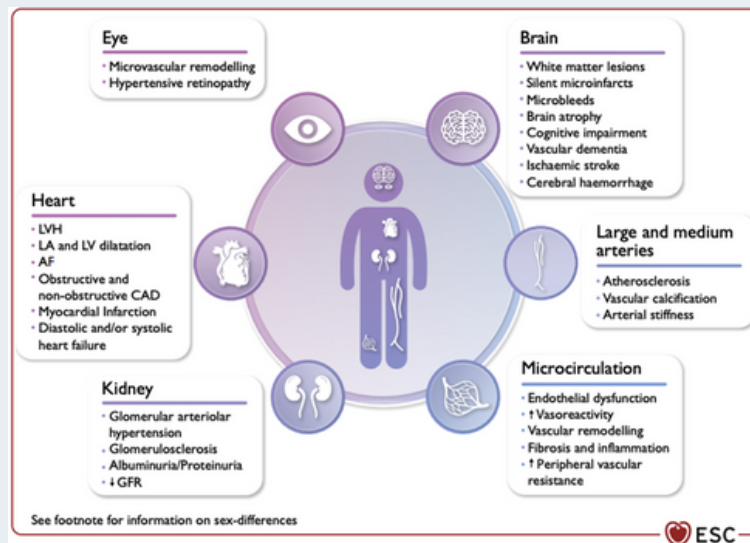 Eye
• Microvascular remodelling
• Hypertensive retinopathy
Brain
• White matter lesions
• Silent microinfarcts
• Microbleeds
• Brain atrophy
• Cognitive impairment
• Vascular dementia
• Ischaemic stroke
• Cerebral haemorrhage
Heart
• LVH
• LA and LV dilatation
• AF
• Obstructive and
non-obstructive CAD
• Myocardial Infarction
• Diastolic and/or systolic
heart failure
Large and medium
arteries
• Atherosclerosis
• Vascular calcification
• Arterial stiffness
Kidney
• Glomerular arteriolar
hypertension
• Glomerulosclerosis
• Albuminuria/Proteinuria
• ↓ GFR
Microcirculation
• Endothelial dysfunction
• ↑ Vasoreactivity
• Vascular remodelling
• Fibrosis and inflammation
• ↑ Peripheral vascular
resistance
See footnote for information on sex-differences
ESC